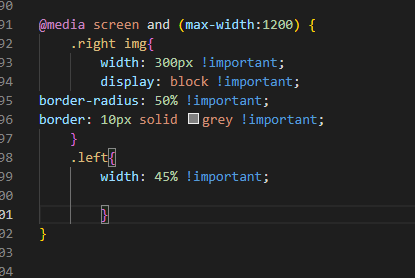 90
91 @media screen and (max-width:1200) {
92 .right img{
93 width: 300px !important;
94 display: block !important;
95 border-radius: 50% !important;
96 border: 10px solid grey !important;
97 }
98 .left{
99 width: 45% !important;
00
01 }
02 }
03
04